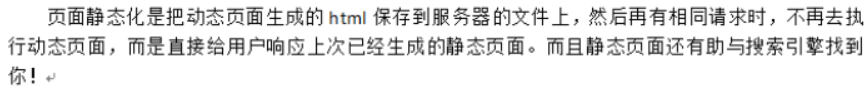 页面静态化是把动态页面生成的 html 保存到服务器的文件上，然后再有相同请求时，不再去执
行动态页面，而是直接给用户响应上次已经生成的静态页面。而且静态页面还有助与搜索引擎找到
你！